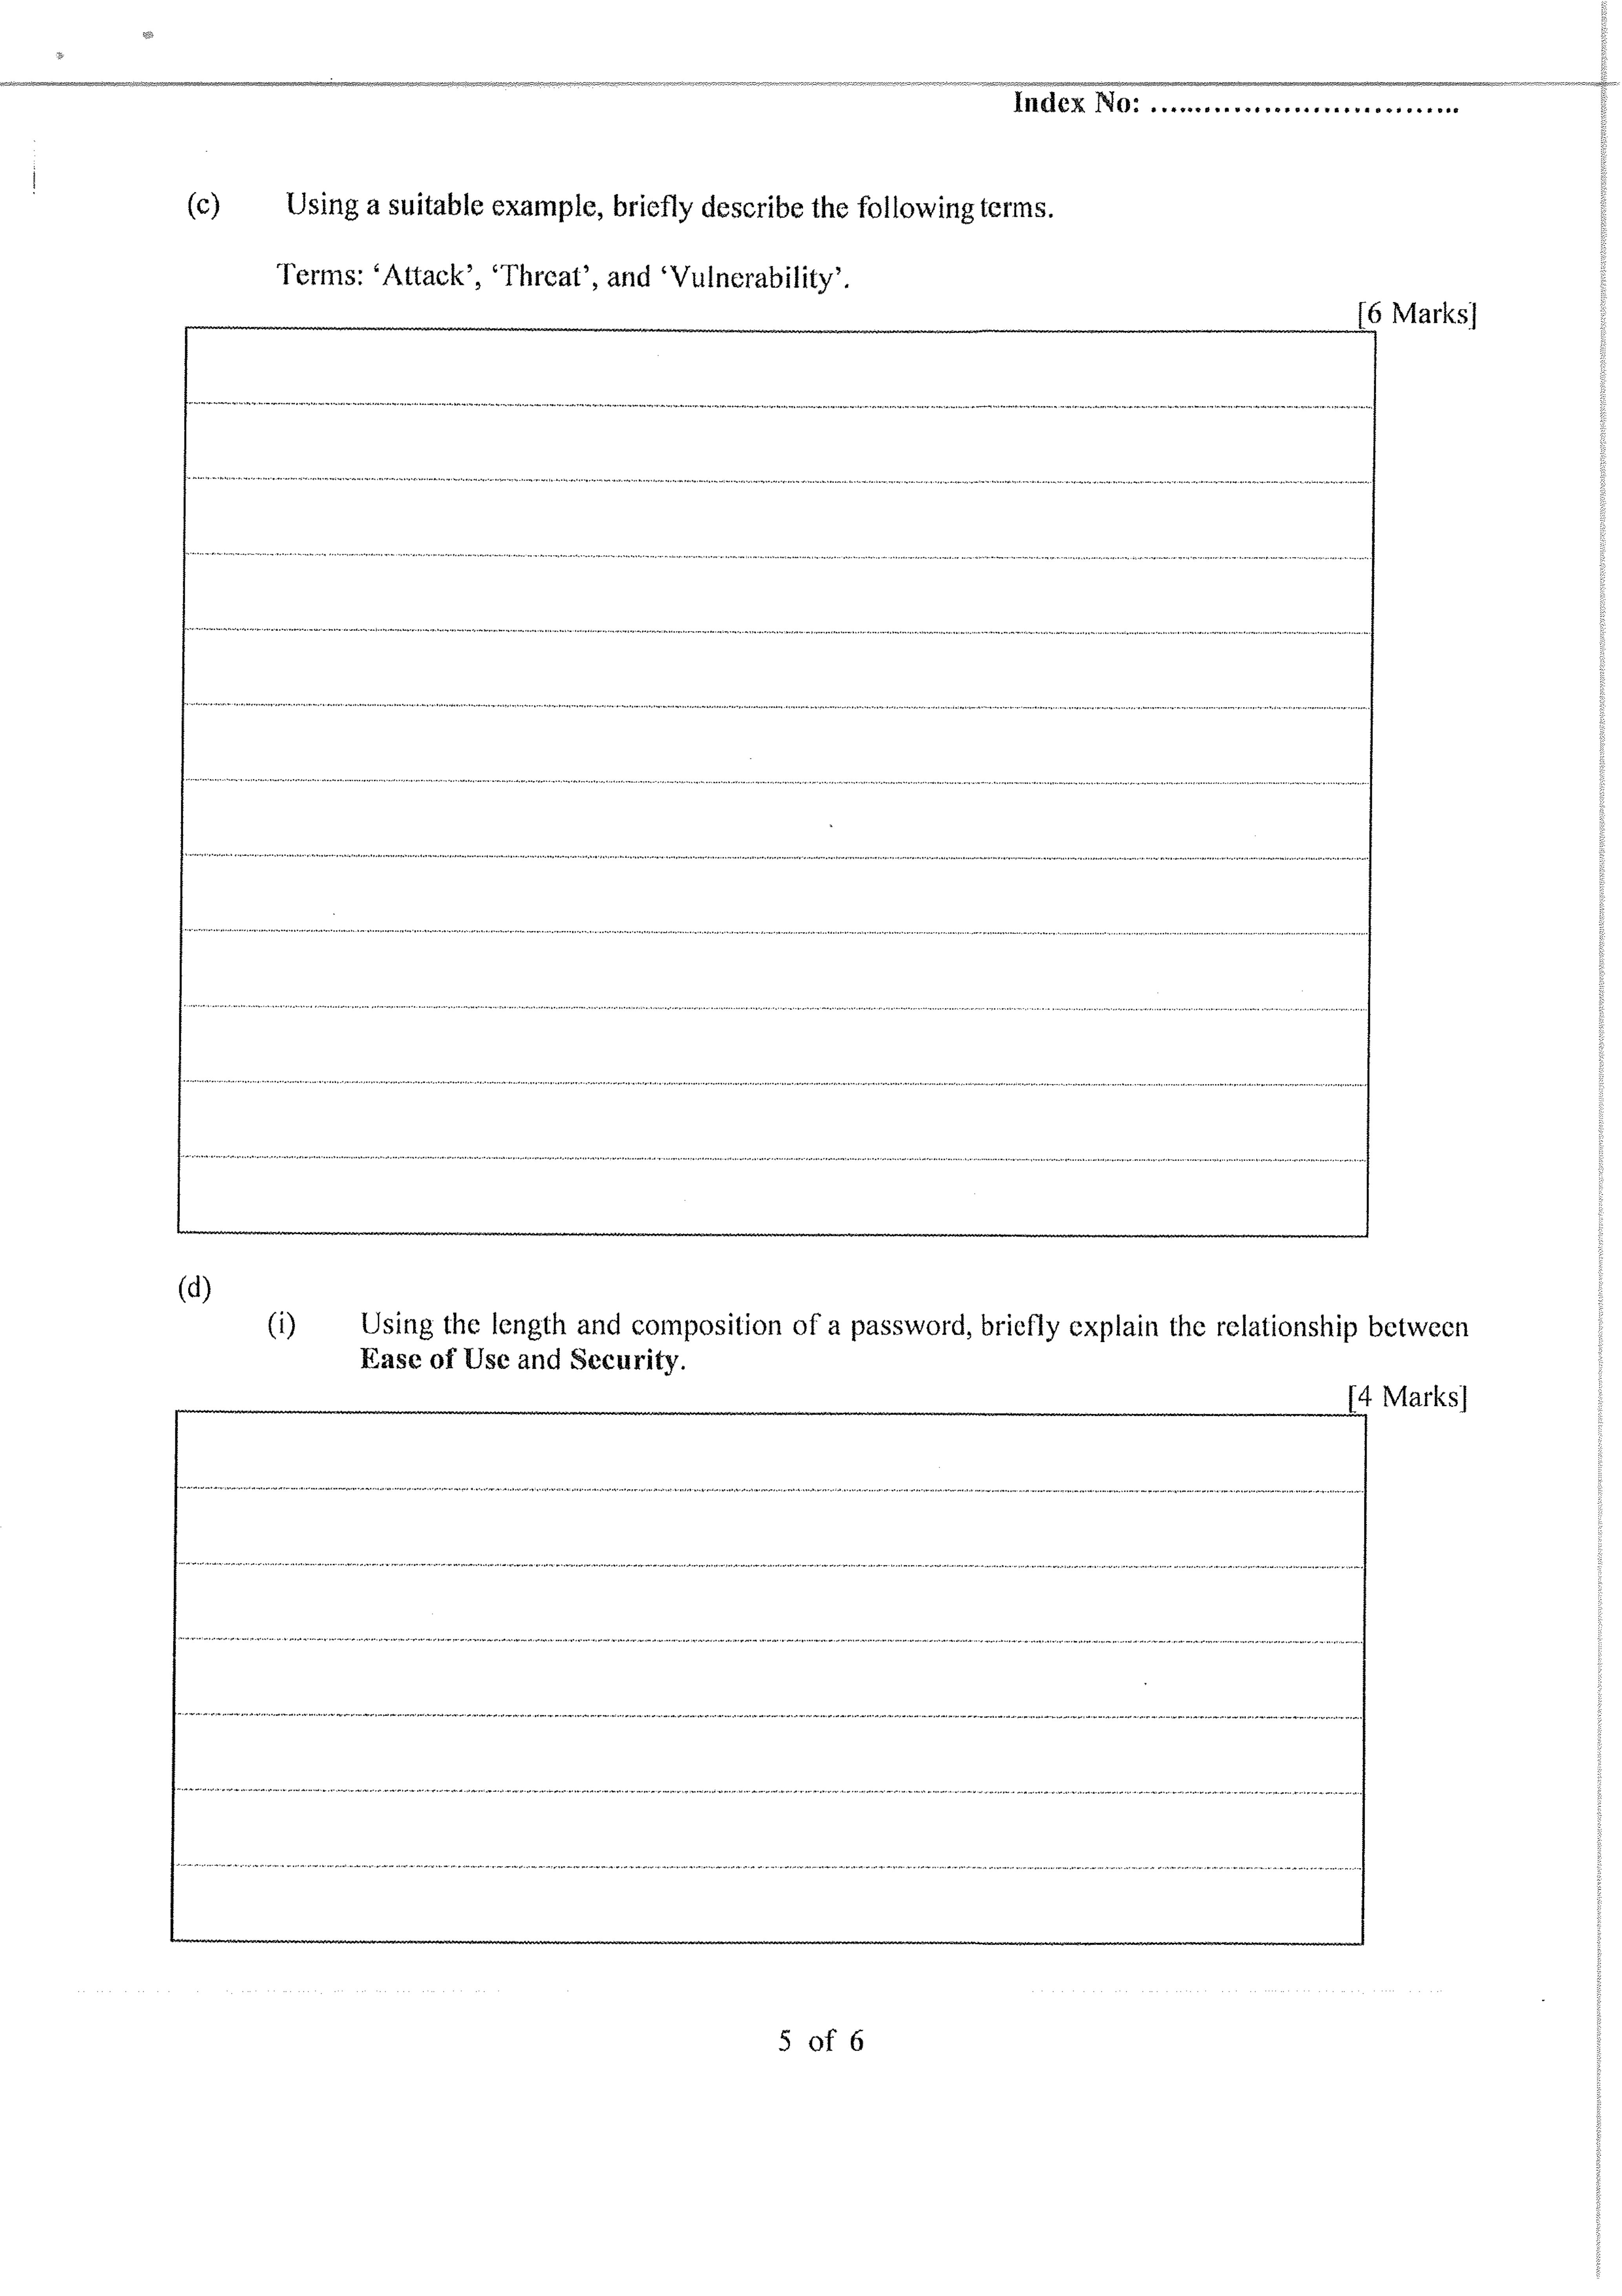 Index No: ................................
(c) Using a suitable example, briefly describe the following terms.
Terms: ‘Attack’, ‘Threat’, and ‘Vulnerability’.
[6 Marks]
(d)
(i) Using the length and composition of a password, briefly explain the relationship between
Ease of Use and Security.
[4 Marks]
5 of 6